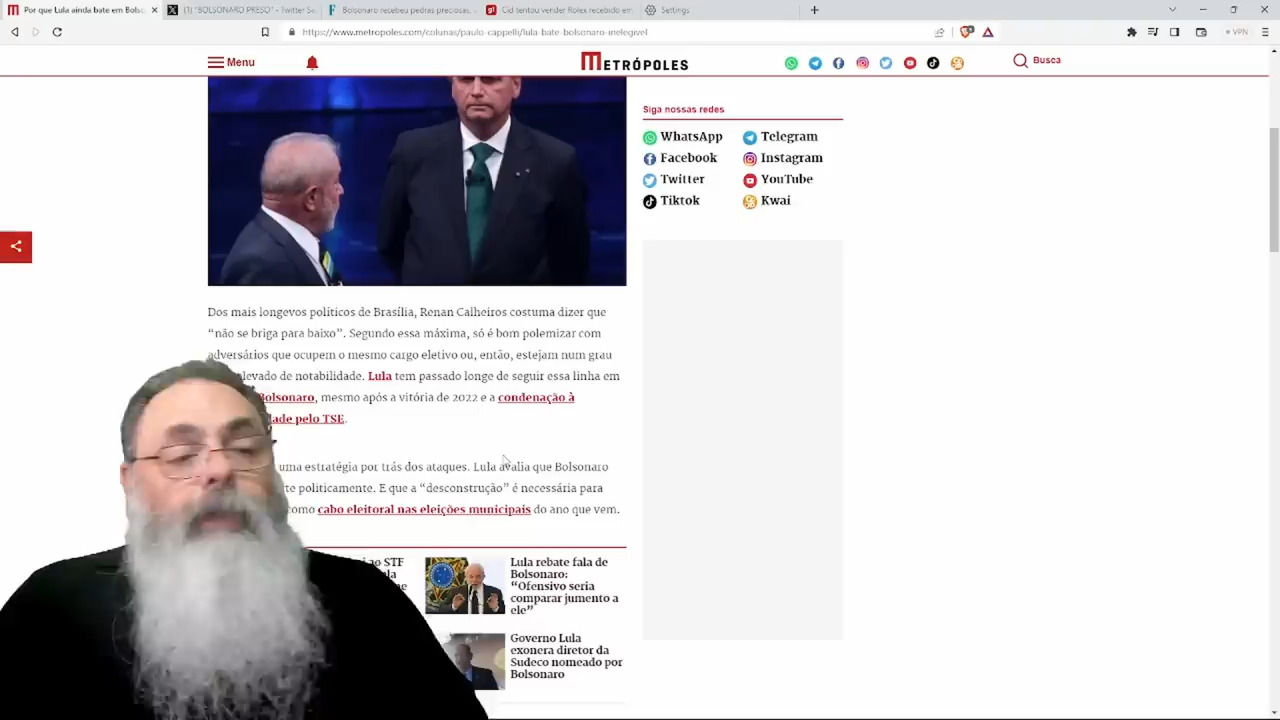 Por que Lula ainda bate em Bols
(1) "BOLSONARO PRESO" - Twitter Se
Bolsonaro recebeu pedras preciosas,
Cid tentou vender Rolex recebido em
Settings
https://www.metropoles.com/colunas/paulo-cappelli/lula-bate-bolsonaro-inelegivel
VPN
Menu
METRÓPOLES
Busca
Siga nossas redes
WhatsApp
Telegram
Facebook
Instagram
Twitter
YouTube
Tiktok
Kwai
Dos mais longevos políticos de Brasília, Renan Calheiros costuma dizer que
“não se briga para baixo”. Segundo essa máxima, só é bom polemizar com
adversários que ocupem o mesmo cargo eletivo ou, então, estejam num grau
elevado de notabilidade. Lula tem passado longe de seguir essa linha em
Bolsonaro, mesmo após a vitória de 2022 e a condenação à
ade pelo TSE.
uma estratégia por trás dos ataques. Lula avalia que Bolsonaro
politicamente. E que a “desconstrução” é necessária para
como cabo eleitoral nas eleições municipais do ano que vem.
ao STF
Lula rebate fala de
Bolsonaro:
“Ofensivo seria
comparar jumento a
ele”
Governo Lula
exonera diretor da
Sudeco nomeado por
Bolsonaro